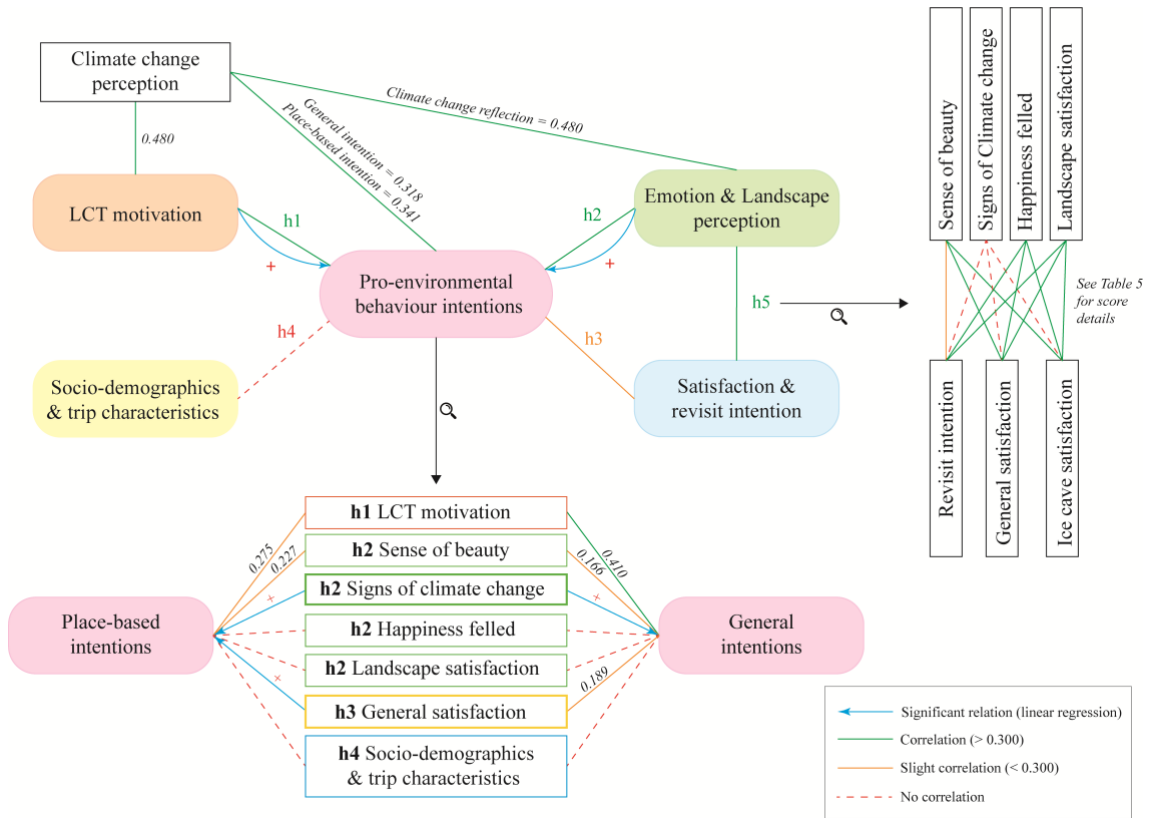 Climate change
perception
0.480
General intention = 0.318
place-based intention = 0.341
Climate change reflection = 0.480
LCT motivation
h1
+
Emotion & Landscape
perception
h2
+
Pro-environmental
behaviour intentions
h4
h3
h5
Socio-demographics
& trip characteristics
Satisfaction &
revisit intention
Sense of beauty
Signs of Climate change
Happiness felled
Landscape satisfaction
See Table 5
for score
details
Revisit intention
General satisfaction
Ice cave satisfaction
h1 LCT motivation
h2 Sense of beauty
h2 Signs of climate change
h2 Happiness felled
h2 Landscape satisfaction
h3 General satisfaction
h4 Socio-demographics
& trip characteristics
0.275
0.227
+
+
0.410
0.166
+
0.189
Place-based
intentions
General
intentions
Significant relation (linear regression)
Correlation (> 0.300)
Slight correlation (< 0.300)
No correlation